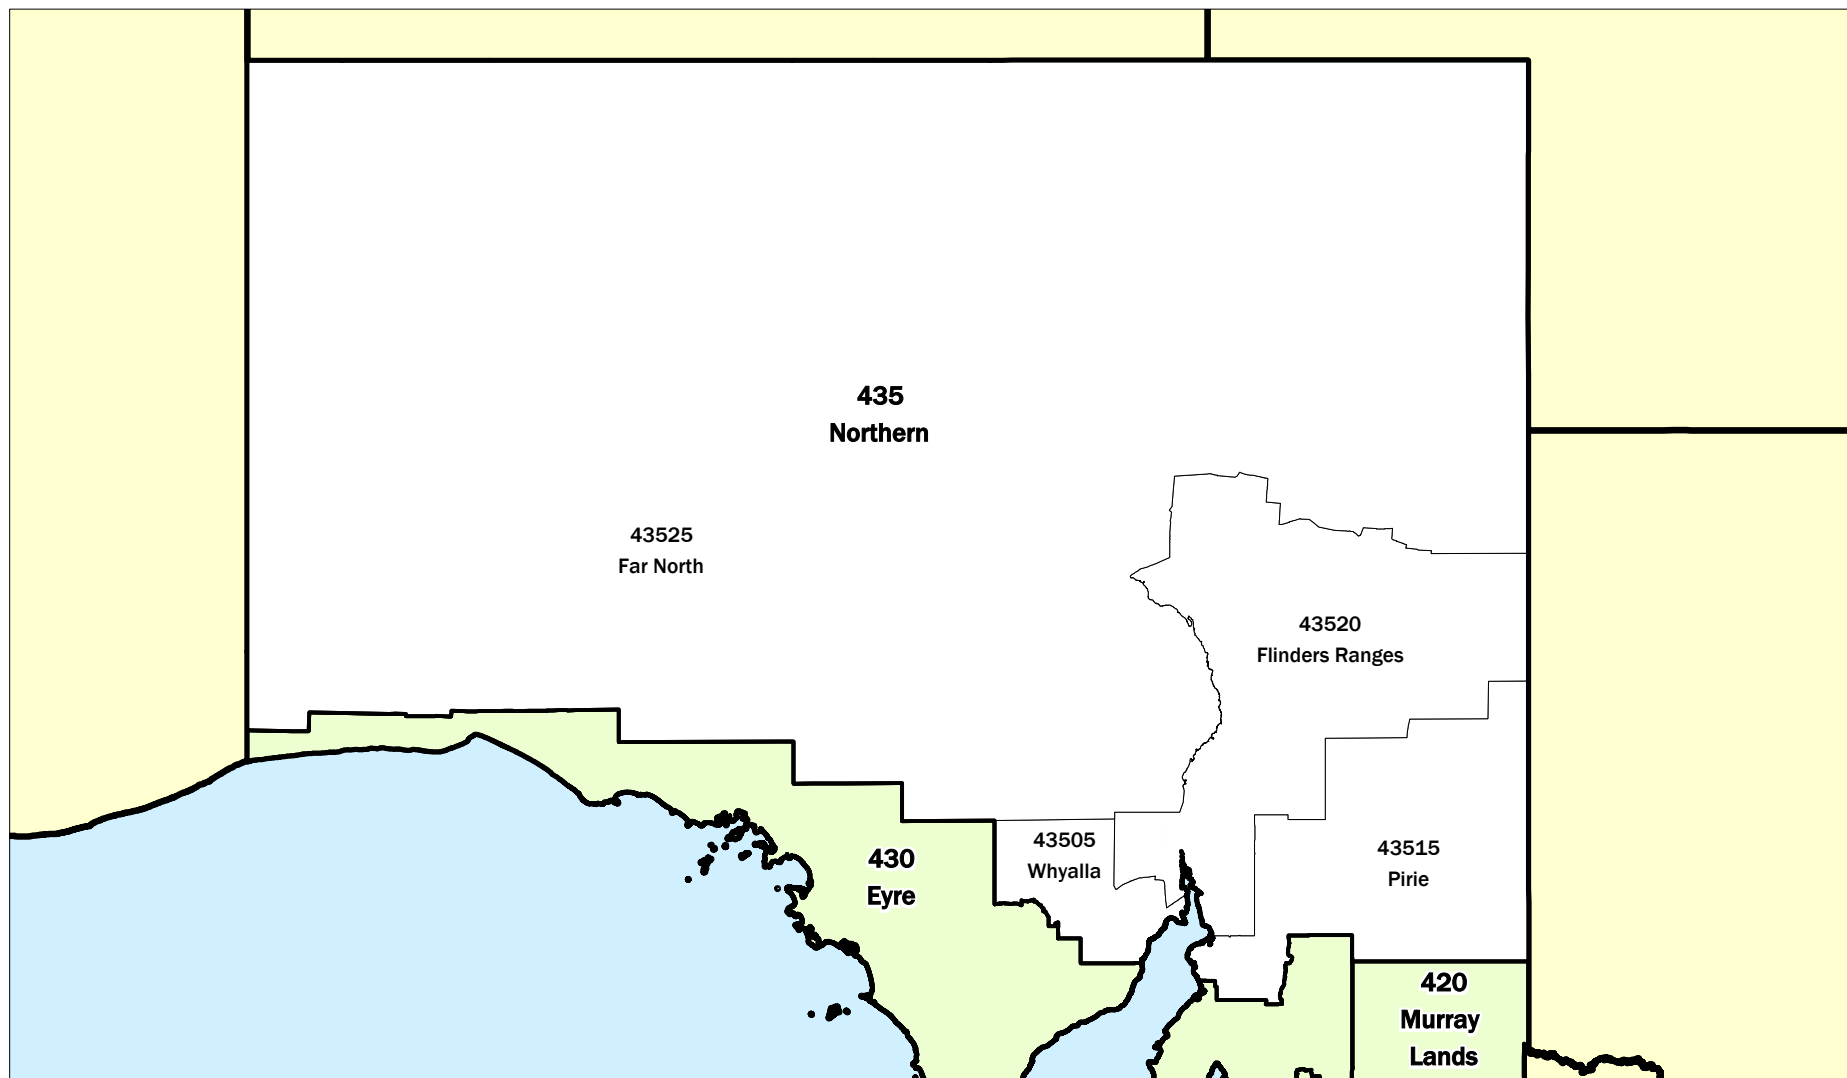 435
Northern
43525
Far North
43520
Flinders Ranges
43505
Whyalla
430
Eyre
43515
Pirie
420
Murray
Lands